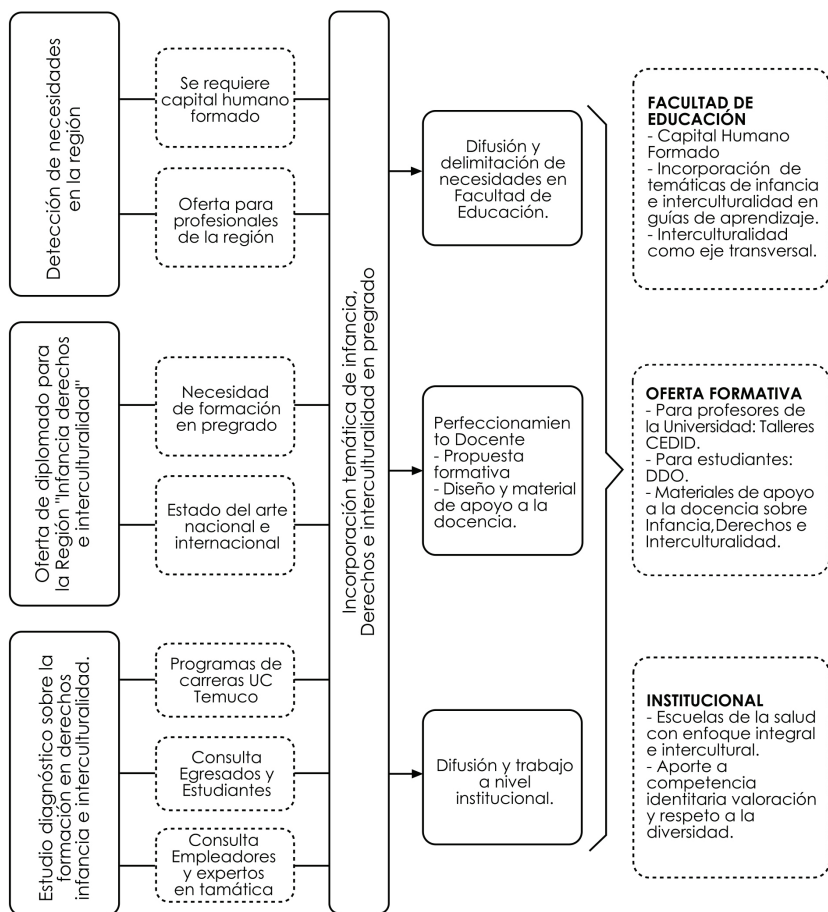 Detección de necesidades
en la región
Se requiere
capital humano
formado
Oferta para
profesionales
de la región
Oferta de diplomado para
la Región "Infancia derechos
e interculturalidad"
Necesidad
de formación
en pregrado
Estado del arte
nacional e
internacional
Estudio diagnóstico sobre la
formación en derechos
infancia e interculturalidad.
Programas de
carreras UC
Temuco
Consulta
Egresados y
Estudiantes
Consulta
Empleadores
y expertos
en tamática
Incorporación temática de infancia,
Derechos e interculturalidad en pregrado
Difusión y
delimitación de
necesidades en
Facultad de
Educación.
Perfeccionamien
to Docente
- Propuesta
formativa
- Diseño y material
de apoyo a la
docencia.
Difusión y trabajo
a nivel
institucional.
FACULTAD DE
EDUCACIÓN
- Capital Humano
Formado
- Incorporación de
temáticas de infancia
e interculturalidad en
guías de aprendizaje.
- Interculturalidad
como eje transversal.
OFERTA FORMATIVA
- Para profesores de
la Universidad: Talleres
CEDID.
- Para estudiantes:
DDO.
- Materiales de apoyo
a la docencia sobre
Infancia,Derechos e
Interculturalidad.
INSTITUCIONAL
- Escuelas de la salud
con enfoque integral
e intercultural.
- Aporte a
competencia
identitaria valoración
y respeto a la
diversidad.